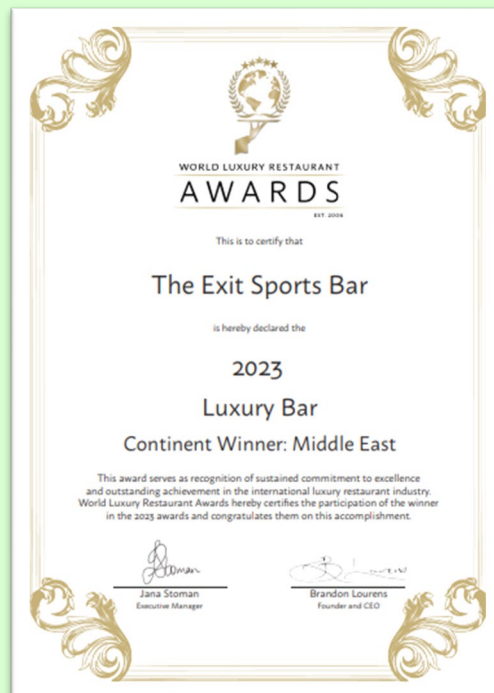 WORLD LUXURY RESTAURANT
AWARDS
EST. 2006
This is to certify that
The Exit Sports Bar
is hereby declared the
2023
Luxury Bar
Continent Winner: Middle East
This award serves as recognition of sustained commitment to excellence
and outstanding achievement in the international luxury restaurant industry.
World Luxury Restaurant Awards hereby certifies the participation of the winner
in the 2023 awards and congratulates them on this accomplishment.
Jana Stoman
Brandon Lourens
Executive Manager
Founder and CEO